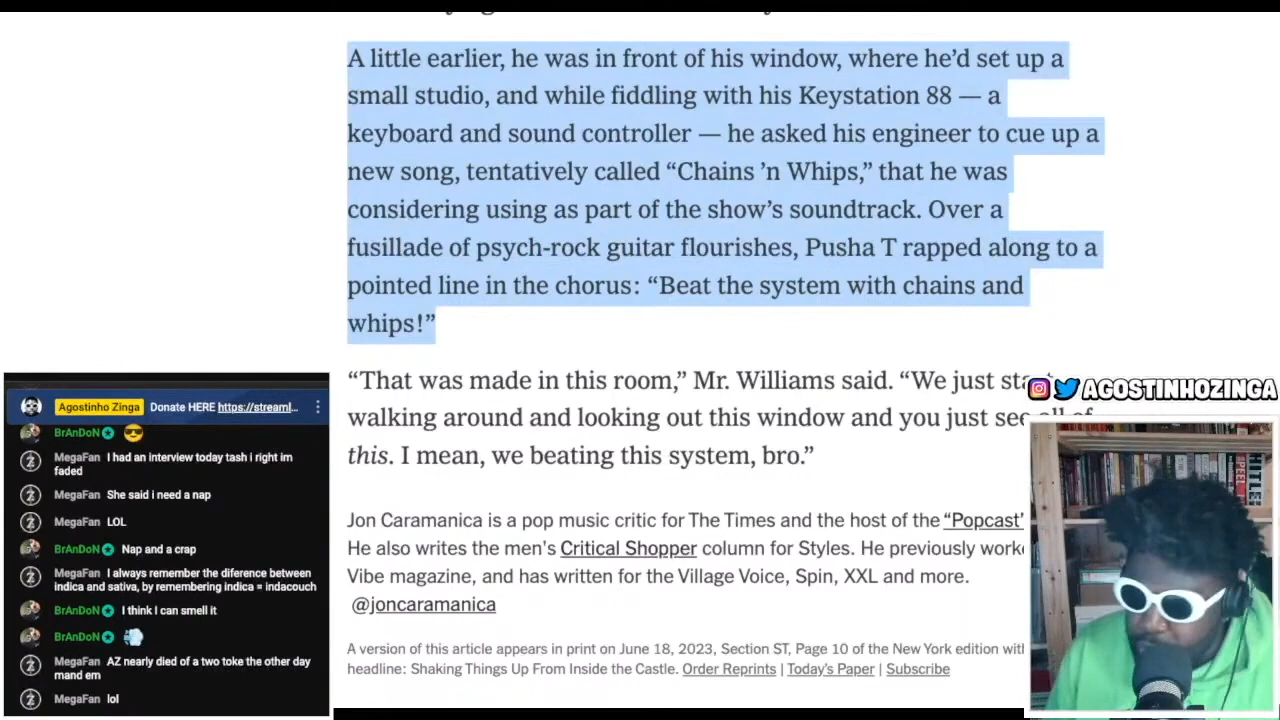 A little earlier, he was in front of his window, where he’d set up a
small studio, and while fiddling with his Keystation 88 — a
keyboard and sound controller — he asked his engineer to cue up a
new song, tentatively called “Chains ’n Whips,” that he was
considering using as part of the show’s soundtrack. Over a
fusillade of psych-rock guitar flourishes, Pusha T rapped along to a
pointed line in the chorus: “Beat the system with chains and
whips!”
“That was made in this room,” Mr. Williams said. “We just
walking around and looking out this window and you just see all of
this. I mean, we beating this system, bro.”
Jon Caramanica is a pop music critic for The Times and the host of the “Popcast”
He also writes the men's Critical Shopper column for Styles. He previously
Vibe magazine, and has written for the Village Voice, Spin, XXL and more.
@joncaramanica
A version of this article appears in print on June 18, 2023, Section ST, Page 10 of the New York edition
headline: Shaking Things Up From Inside the Castle. Order Reprints | Today’s Paper | Subscribe
Agostinho Zinga Donate HERE https://streaml...
BrAnDoN
MegaFan I had an interview today tash i right im
faded
MegaFan She said i need a nap
MegaFan LOL
BrAnDoN Nap and a crap
MegaFan I always remember the diference between
indica and sativa, by remembering indica = indacouch
BrAnDoN I think I can smell it
BrAnDoN
MegaFan AZ nearly died of a two toke the other day
mand em
MegaFan lol
AGOSTINHOZINGA
HITLER